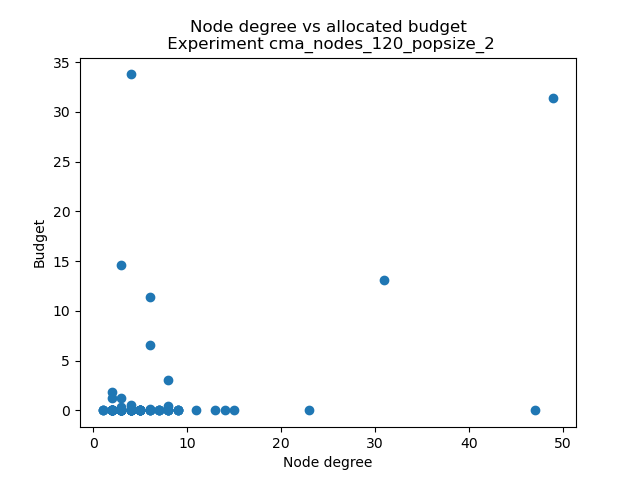 Node degree vs allocated budget
Experiment cma_nodes_120_popsize_2
35
30
25
20
15
10
5
0
Budget
0 10 20 30 40 50
Node degree